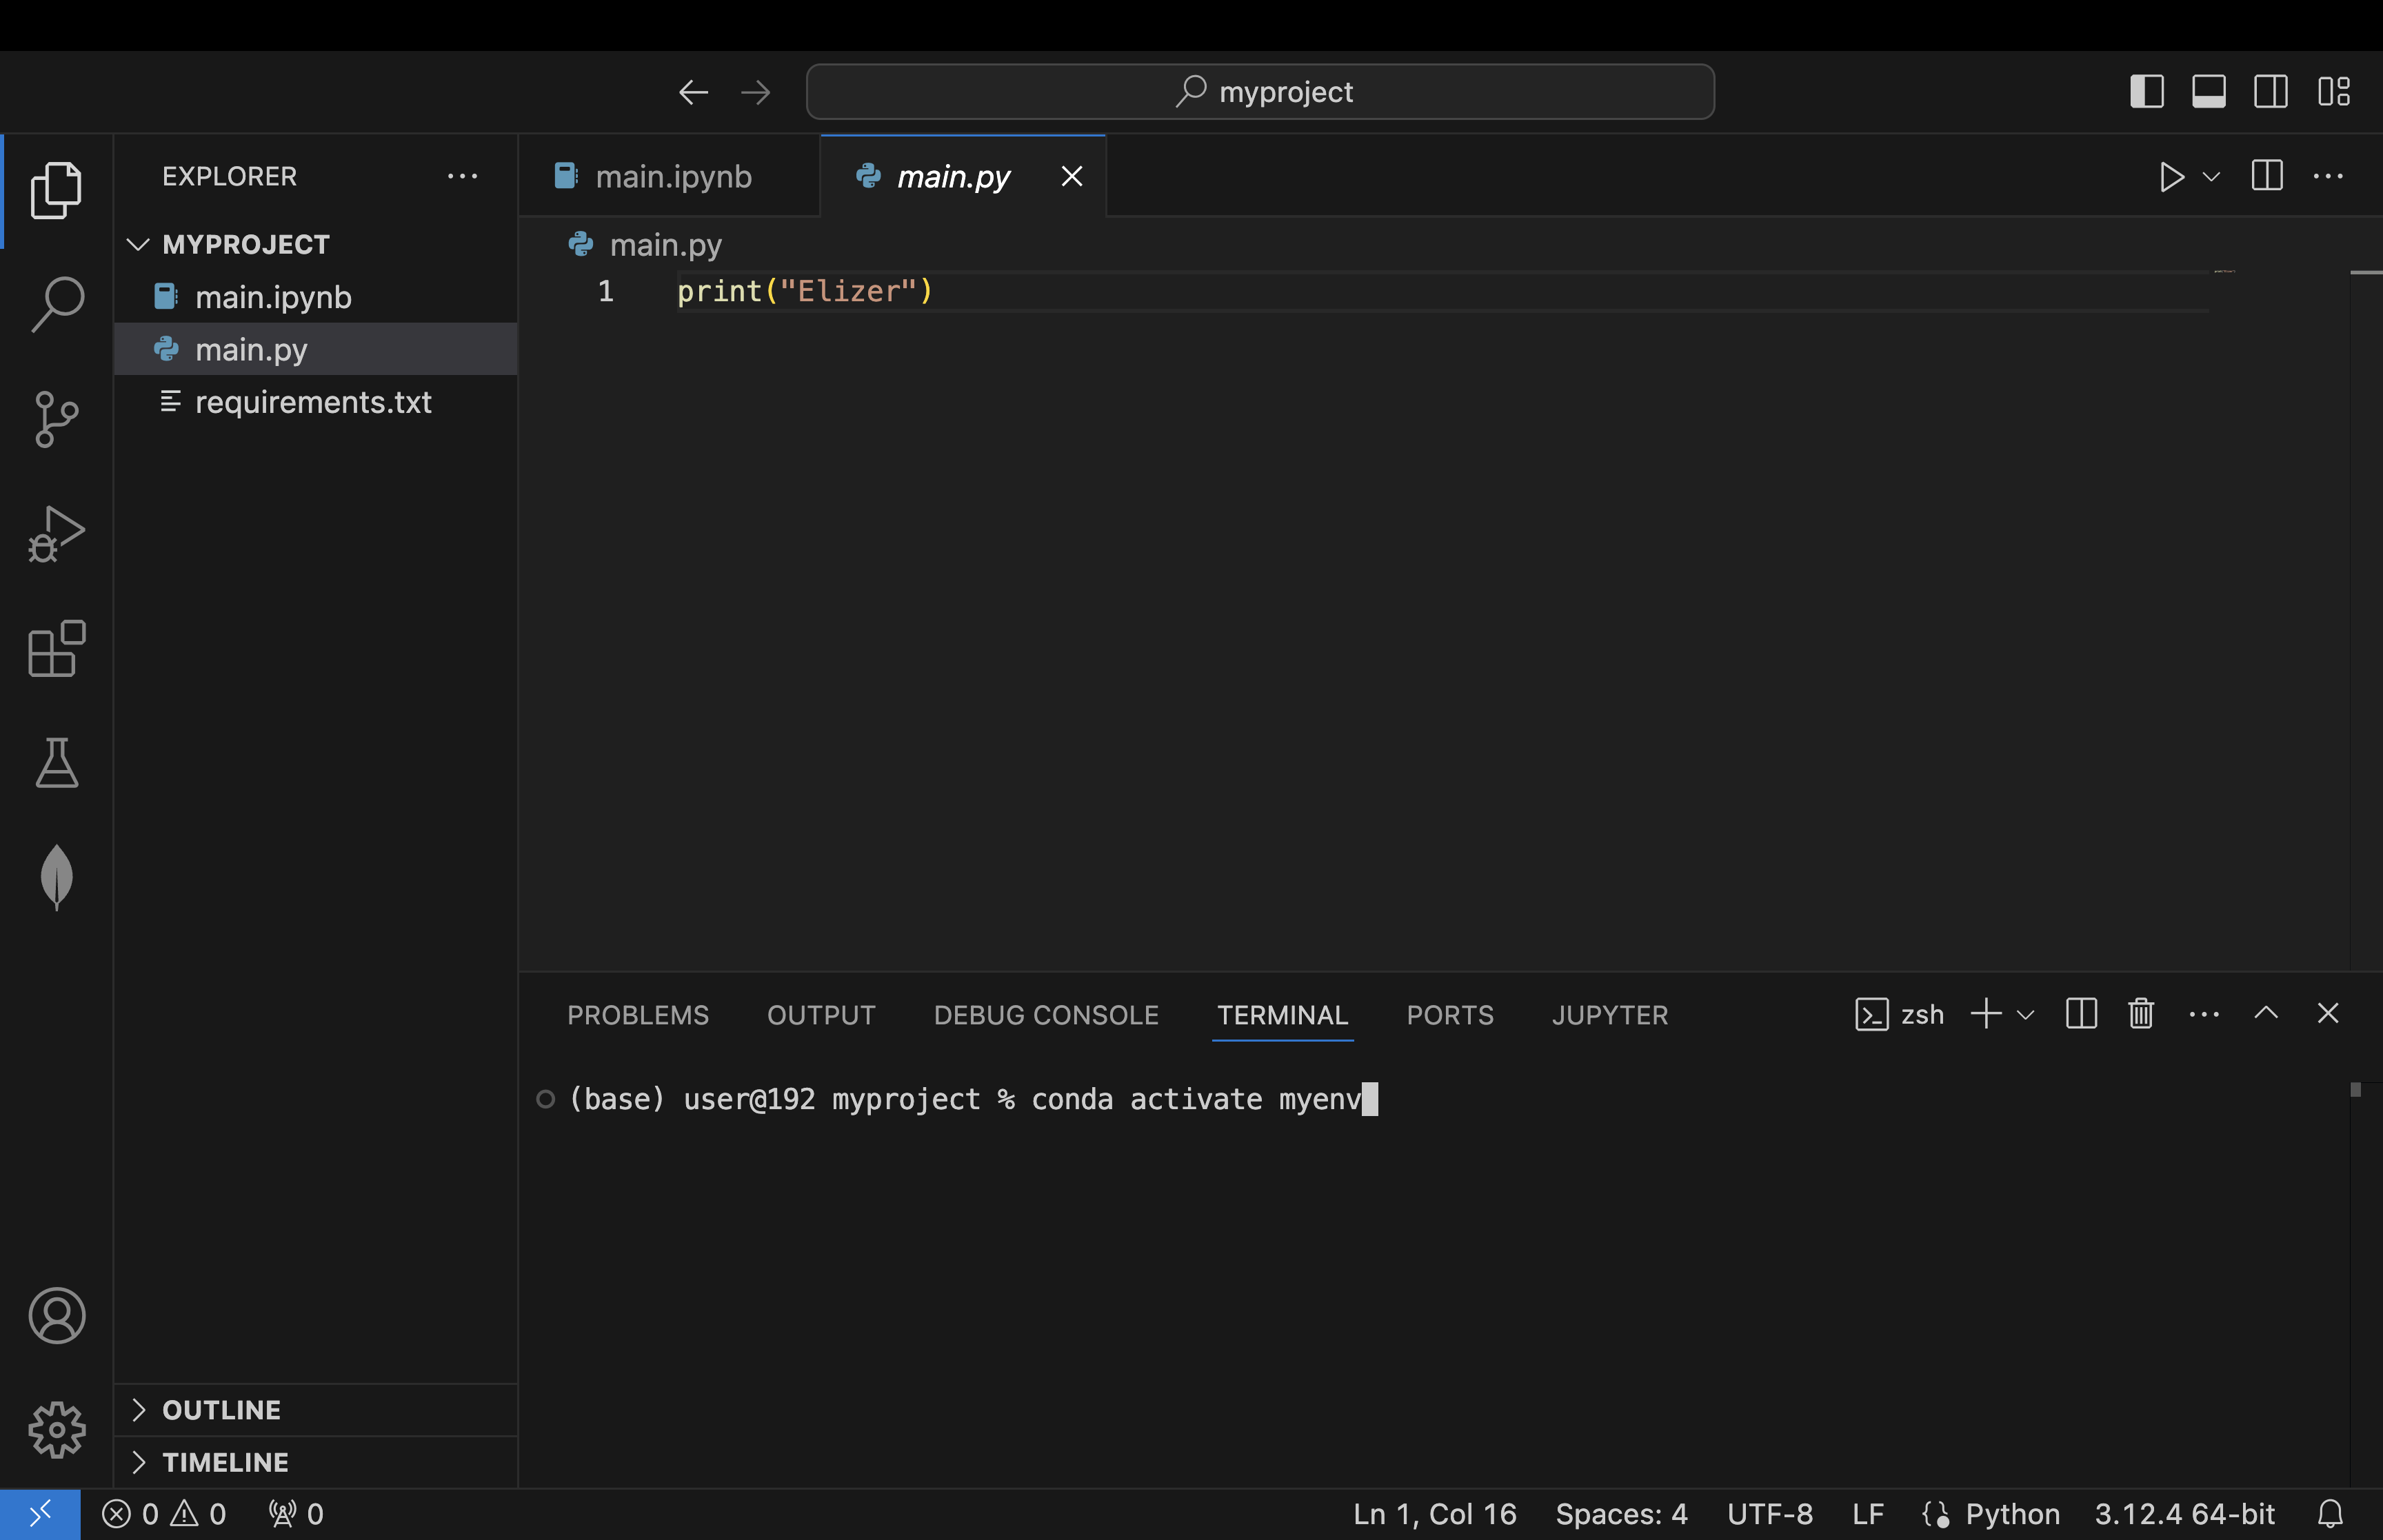 myproject
EXPLORER
MYPROJECT
main.ipynb
main.py
requirements.txt
OUTLINE
TIMELINE
main.ipynb
main.py
main.py
1 print("Elizer")
PROBLEMS OUTPUT DEBUG CONSOLE TERMINAL PORTS JUPYTER zsh
(base) user@192 myproject % conda activate myenv
0 0 0 Ln 1, Col 16 Spaces: 4 UTF-8 LF Python 3.12.4 64-bit